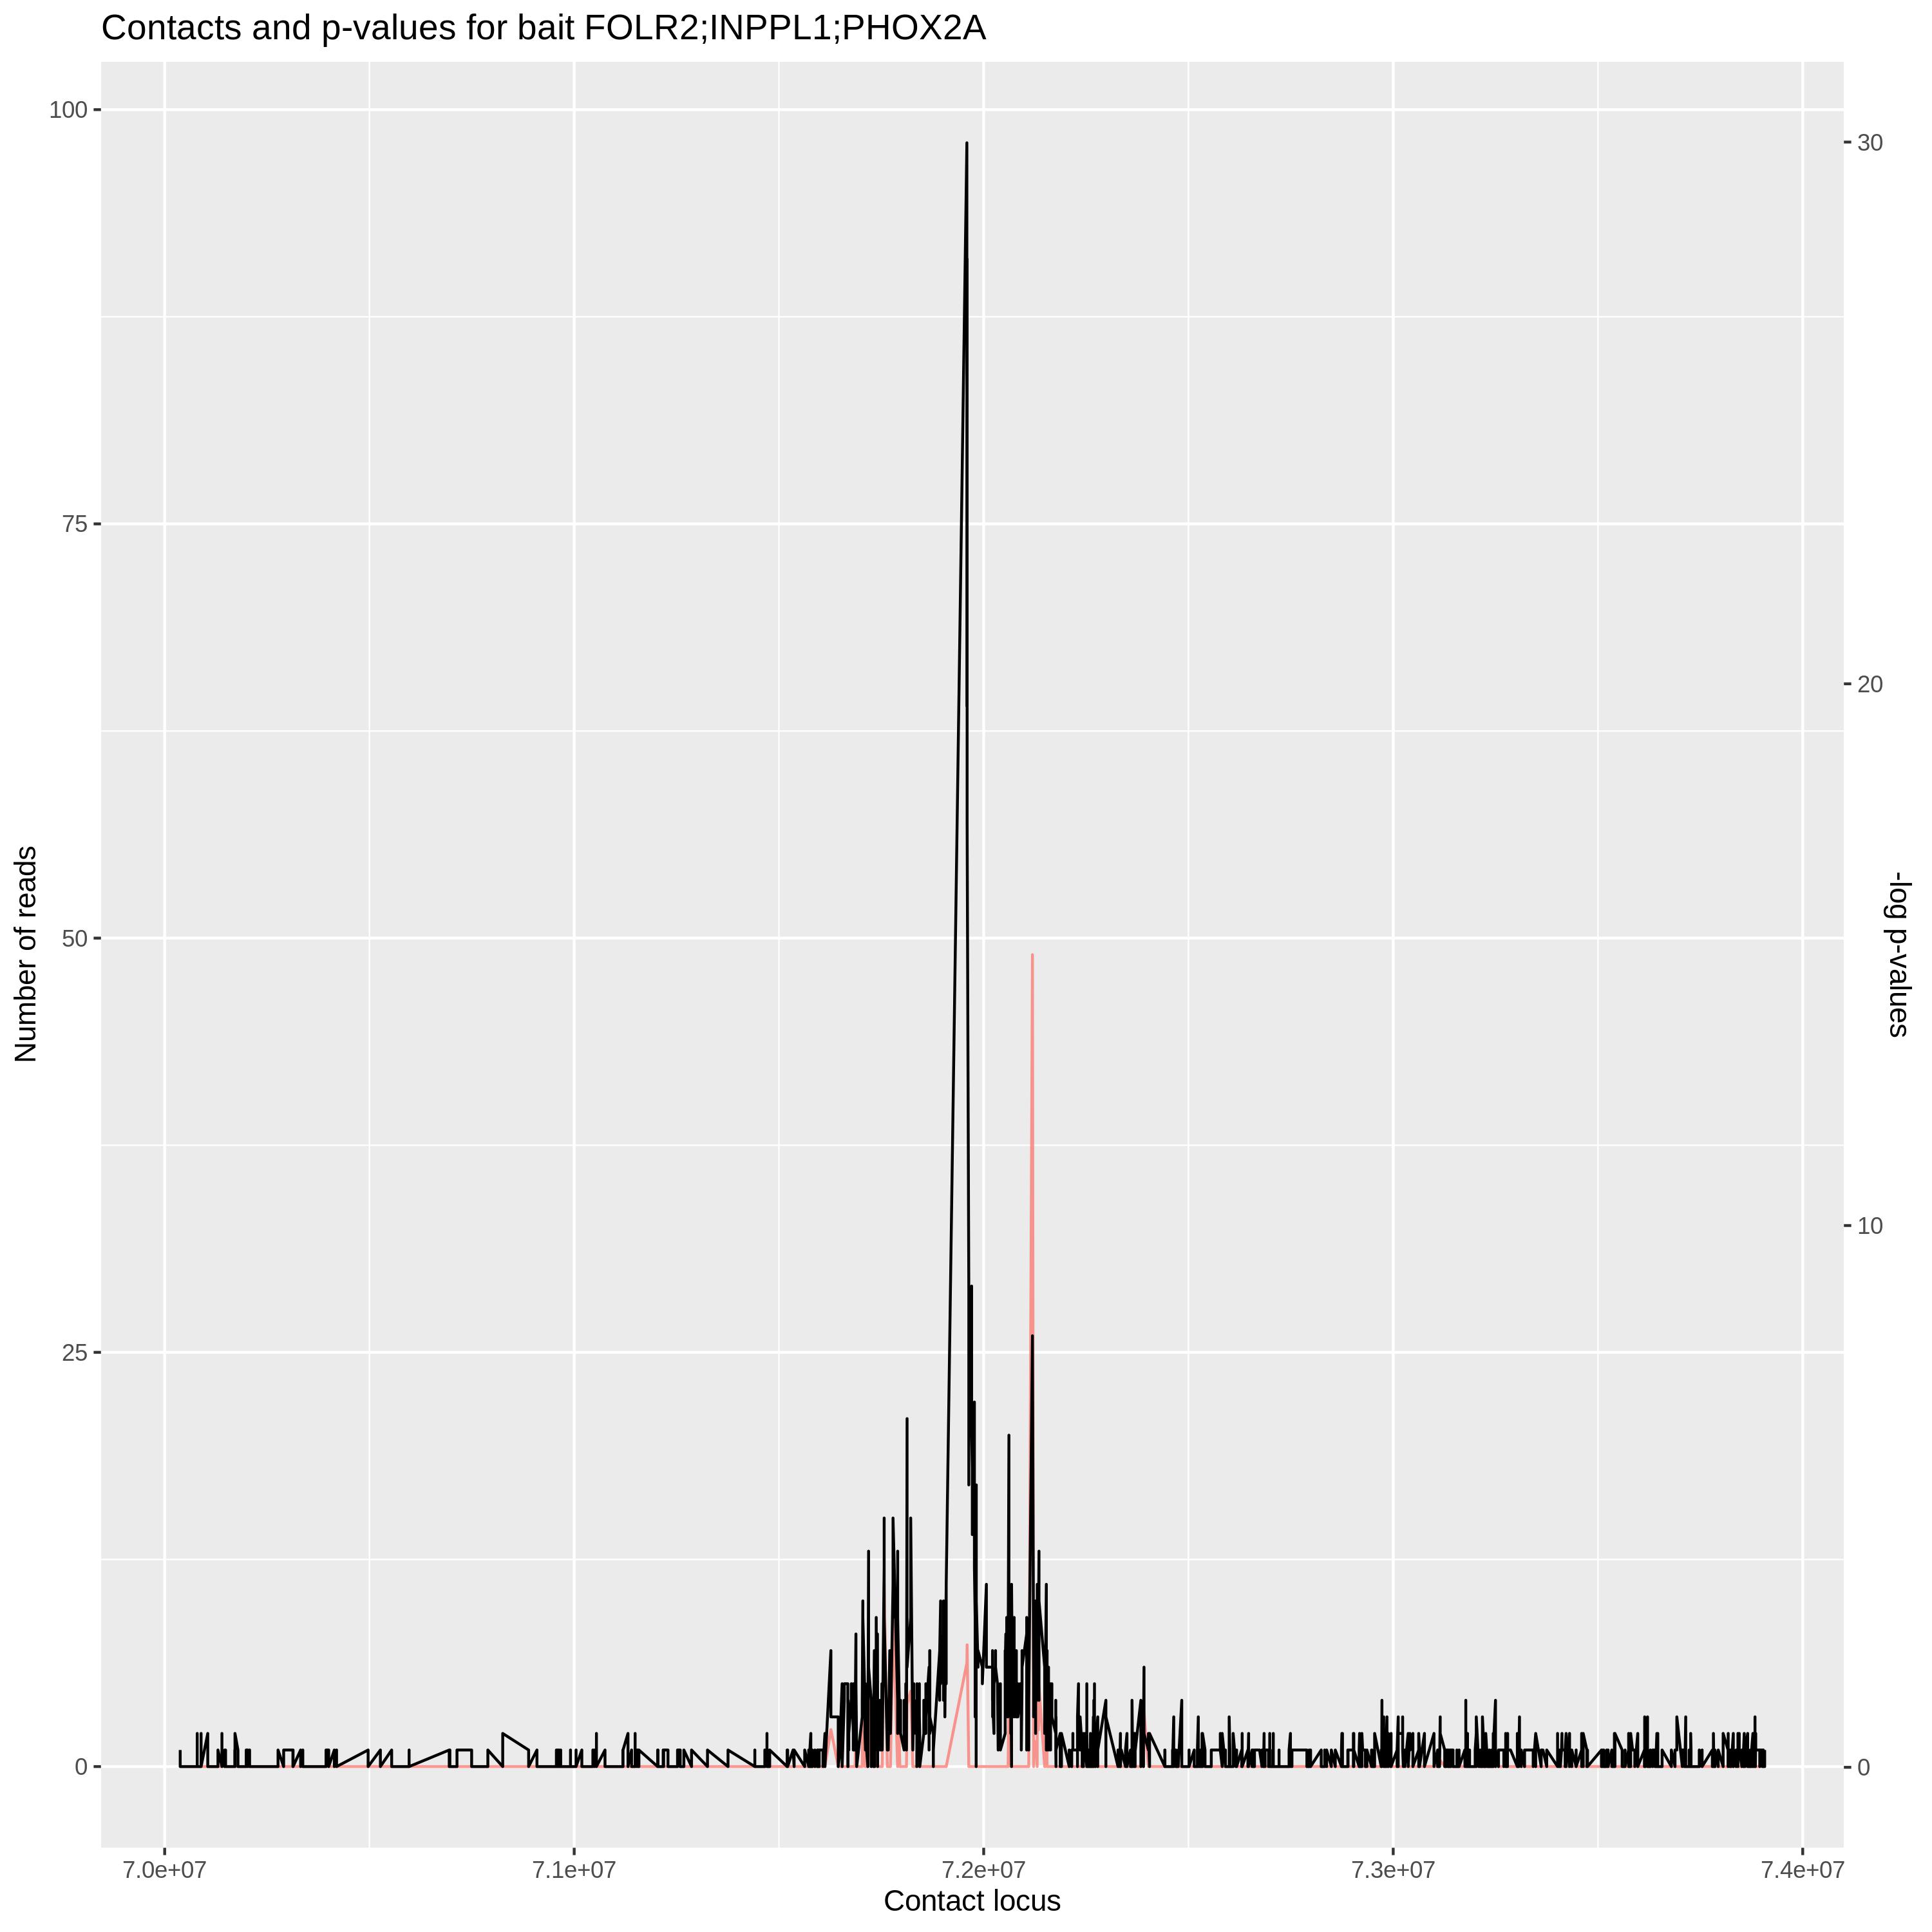 Contacts and p-values for bait FOLR2;INPPL1;PHOX2A
100
75
50
25
0
Number of reads
30
20
10
0
-log p-values
7.0e+07
7.1e+07
7.2e+07
7.3e+07
7.4e+07
Contact locus